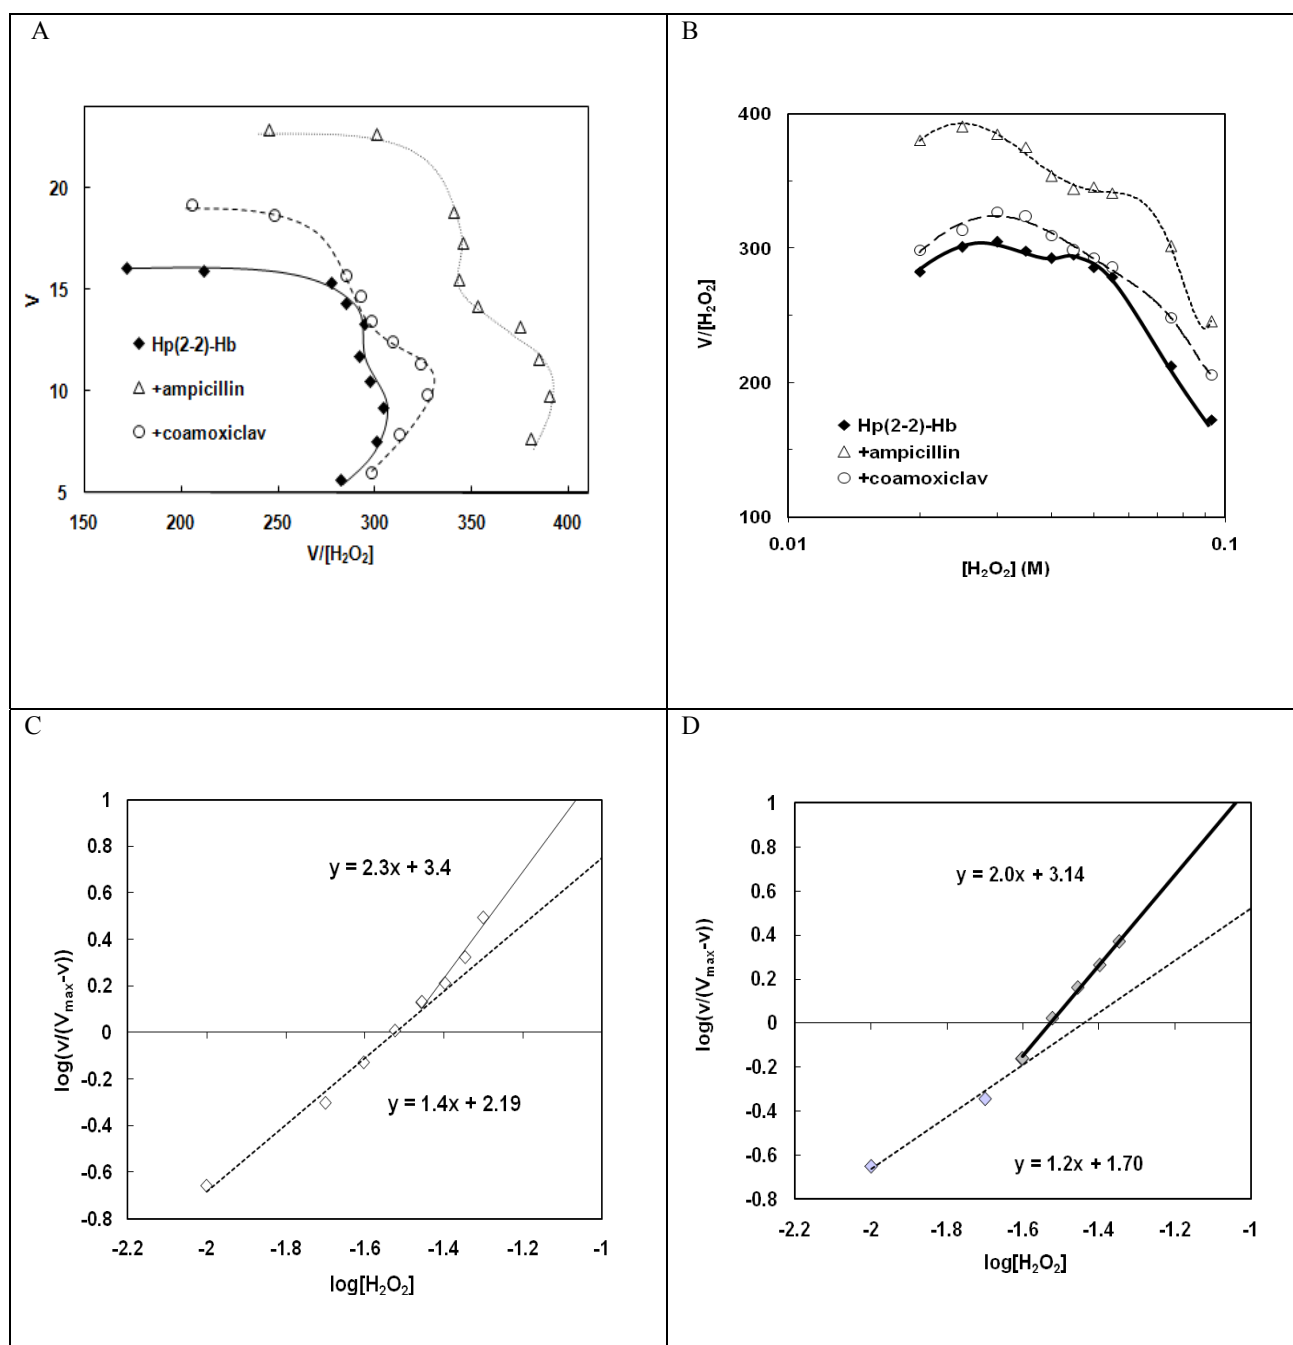 A
V
20
15
10
5
150 200 250 300 350 400
V/[H₂O₂]
Hp(2-2)-Hb
+ampicillin
+coamoxiclav
B
V/[H₂O₂]
400
300
200
100
0.01 0.1
[H₂O₂] (M)
Hp(2-2)-Hb
+ampicillin
+coamoxiclav
C
log(v/(Vmax-v))
1
0.8
0.6
0.4
0.2
0
-0.2
-0.4
-0.6
-0.8
y = 2.3x + 3.4
y = 1.4x + 2.19
-2.2 -2 -1.8 -1.6 -1.4 -1.2 -1
log[H₂O₂]
D
log(v/(Vmax-v))
1
0.8
0.6
0.4
0.2
0
-0.2
-0.4
-0.6
-0.8
y = 2.0x + 3.14
y = 1.2x + 1.70
-2.2 -2 -1.8 -1.6 -1.4 -1.2 -1
log[H₂O₂]